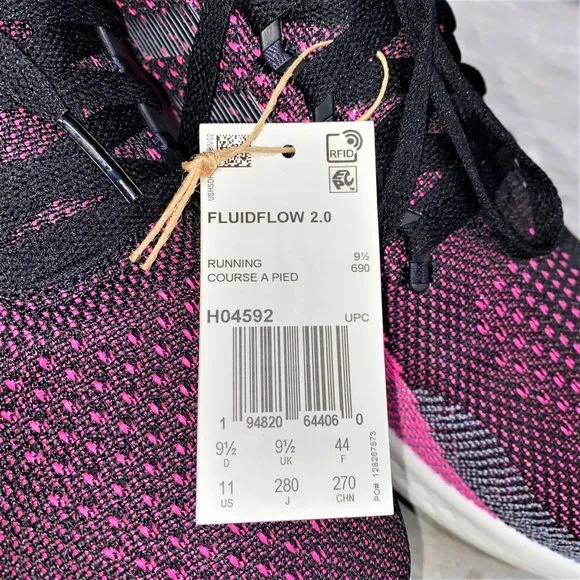 RFID
FLUIDFLOW 2.0
RUNNING 9½
COURSE A PIED 690
H04592 UPC
1 94820 64406 0
9½ 9½ 44
D UK F
11 280 270
US J CHN
PO# 128267573